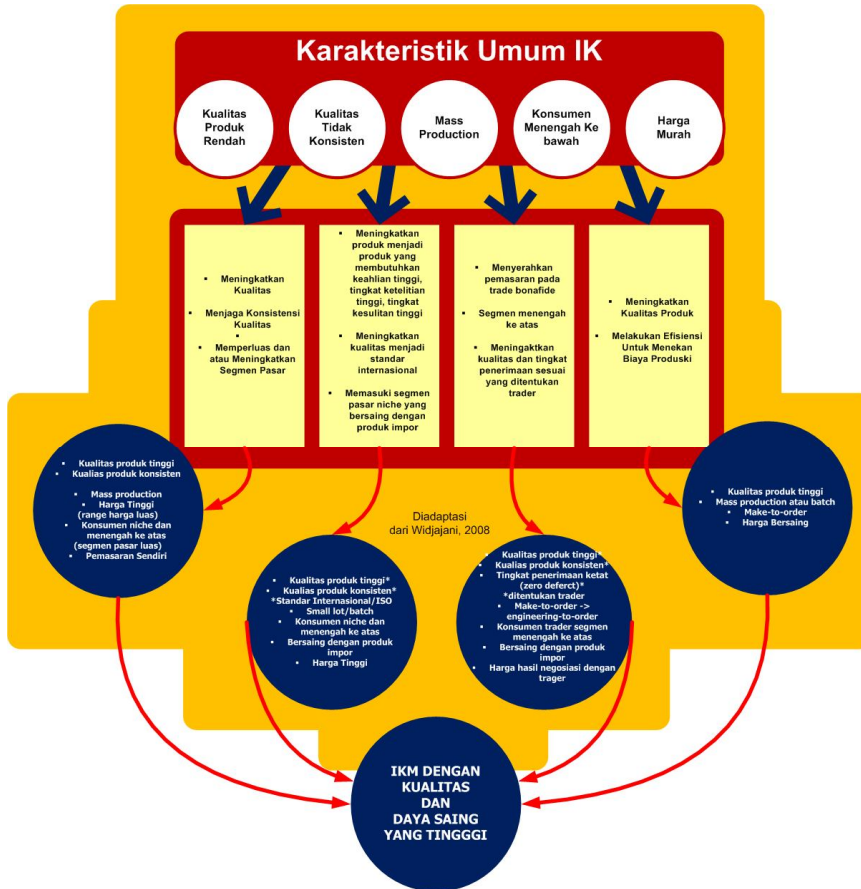 Karakteristik Umum IK
Kualitas
Produk
Rendah
Kualitas
Tidak
Konsisten
Mass
Production
Konsumen
Menengah Ke
bawah
Harga
Murah
▪ Meningkatkan
Kualitas
▪ Menjaga Konsistensi
Kualitas
▪
▪ Memperluas dan
atau Meningkatkan
Segmen Pasar
▪ Meningkatkan
produk menjadi
produk yang
membutuhkan
keahlian tinggi,
tingkat ketelitian
tinggi, tingkat
kesulitan tinggi
▪ Meningkatkan
kualitas menjadi
standar
internasional
▪ Memasuki segmen
pasar niche yang
bersaing dengan
produk impor
▪ Menyerahkan
pemasaran pada
trade bonafide
▪ Segmen menengah
ke atas
▪ Meningaktkan
kualitas dan tingkat
penerimaan sesuai
yang ditentukan
trader
▪ Meningkatkan
Kualitas Produk
▪ Melakukan Efisiensi
Untuk Menekan
Biaya Produski
▪ Kualitas produk tinggi
▪ Kualias produk konsisten
▪ Mass production
▪ Harga Tinggi
(range harga luas)
▪ Konsumen niche dan
menengah ke atas
(segmen pasar luas)
▪ Pemasaran Sendiri
Diadaptasi
dari Widjajani, 2008
▪ Kualitas produk tinggi*
▪ Kualias produk konsisten*
*Standar Internasional/ISO
▪ Small lot/batch
▪ Konsumen niche dan
menengah ke atas
▪ Bersaing dengan produk
impor
▪ Harga Tinggi
▪ Kualitas produk tinggi*
▪ Kualias produk konsisten*
▪ Tingkat penerimaan ketat
(zero deferct)*
*ditentukan trader
▪ Make-to-order ->
engineering-to-order
▪ Konsumen trader segmen
menengah ke atas
▪ Bersaing dengan produk
impor
▪ Harga hasil negosiasi dengan
trager
▪ Kualitas produk tinggi
▪ Mass production atau batch
▪ Make-to-order
▪ Harga Bersaing
IKM DENGAN
KUALITAS
DAN
DAYA SAING
YANG TINGGGI